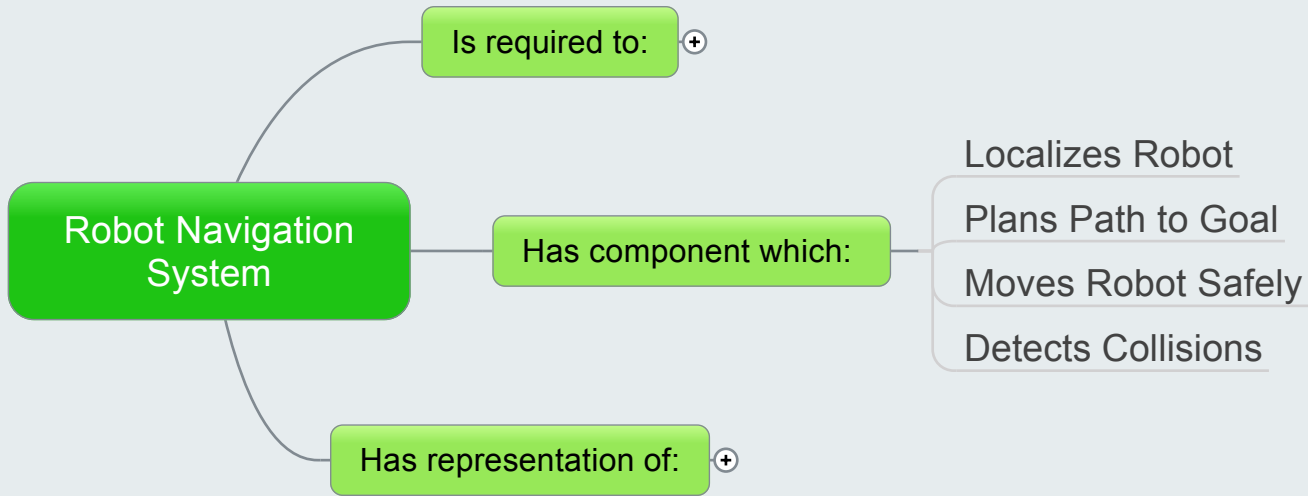 Is required to:
Robot Navigation
System
Has component which:
Localizes Robot
Plans Path to Goal
Moves Robot Safely
Detects Collisions
Has representation of: